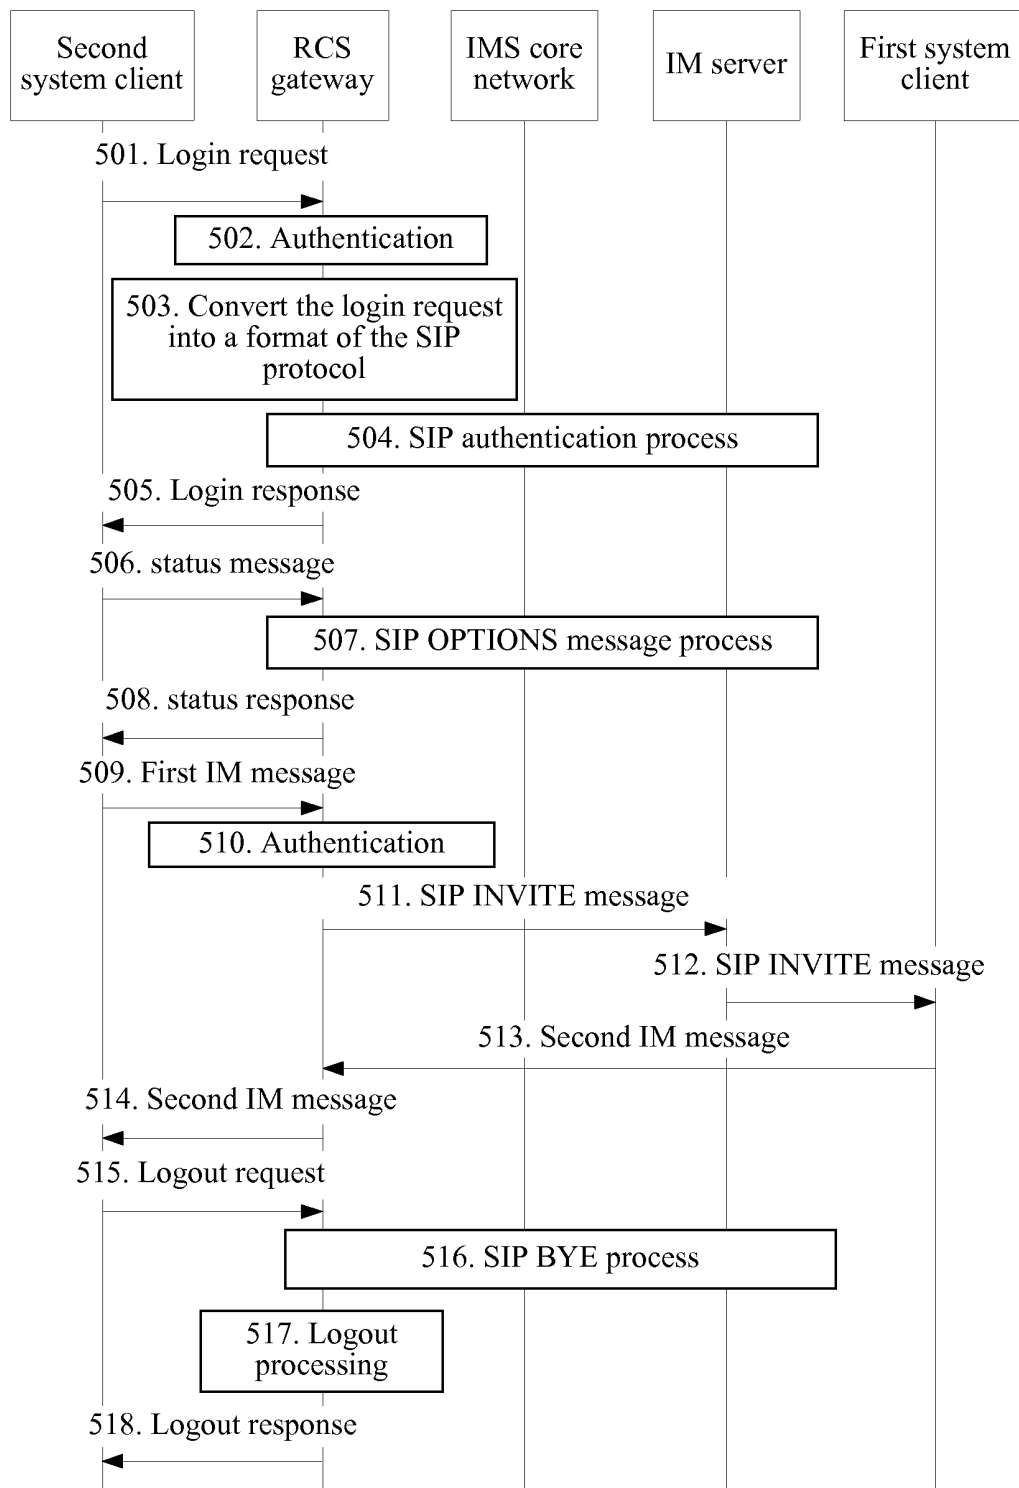 Second
system client
RCS
gateway
IMS core
network
IM server
First system
client
501. Login request
502. Authentication
503. Convert the login request
into a format of the SIP
protocol
504. SIP authentication process
505. Login response
506. status message
507. SIP OPTIONS message process
508. status response
509. First IM message
510. Authentication
511. SIP INVITE message
512. SIP INVITE message
513. Second IM message
514. Second IM message
515. Logout request
516. SIP BYE process
517. Logout
processing
518. Logout response